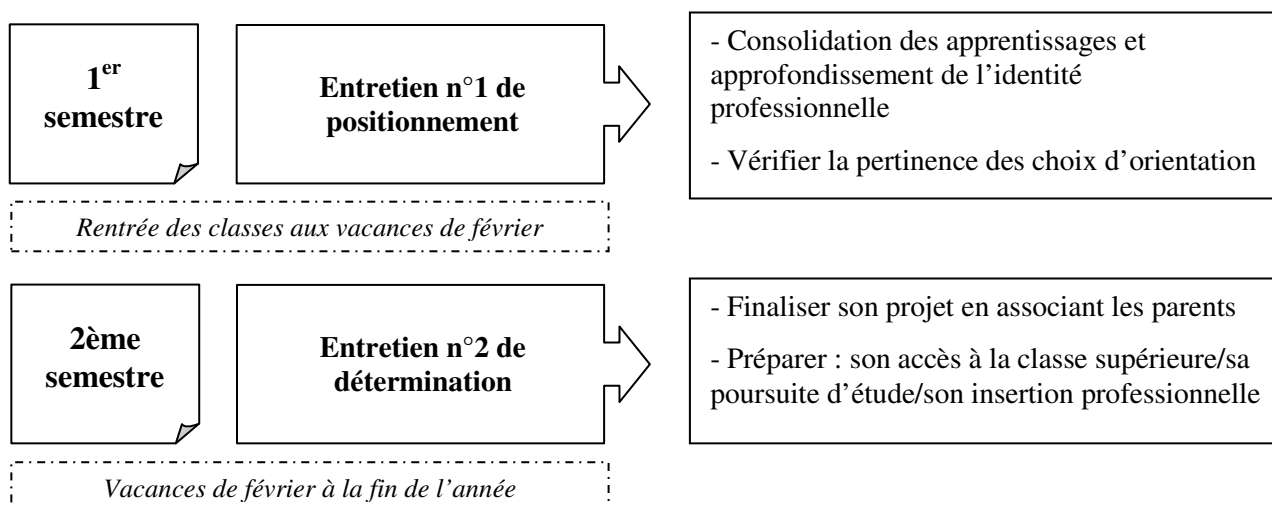 1er
semestre
Entretien n°1 de
positionnement
- Consolidation des apprentissages et
approfondissement de l’identité
professionnelle
- Vérifier la pertinence des choix d’orientation
Rentrée des classes aux vacances de février
2ème
semestre
Entretien n°2 de
détermination
- Finaliser son projet en associant les parents
- Préparer : son accès à la classe supérieure/sa
poursuite d’étude/son insertion professionnelle
Vacances de février à la fin de l’année